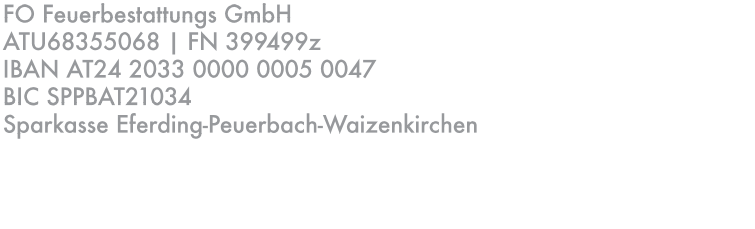 FO Feuerbestattungs GmbH
ATU68355068 | FN 399499z
IBAN AT24 2033 0000 0005 0047
BIC SPPBAT21034
Sparkasse Eferding-Peuerbach-Waizenkirchen